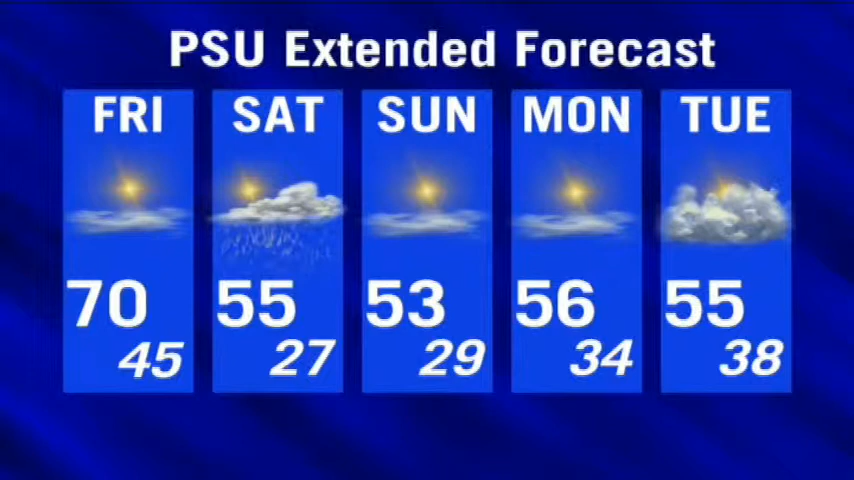 PSU Extended Forecast
FRI SAT SUN MON TUE
70 55 53 56 55
45 27 29 34 38